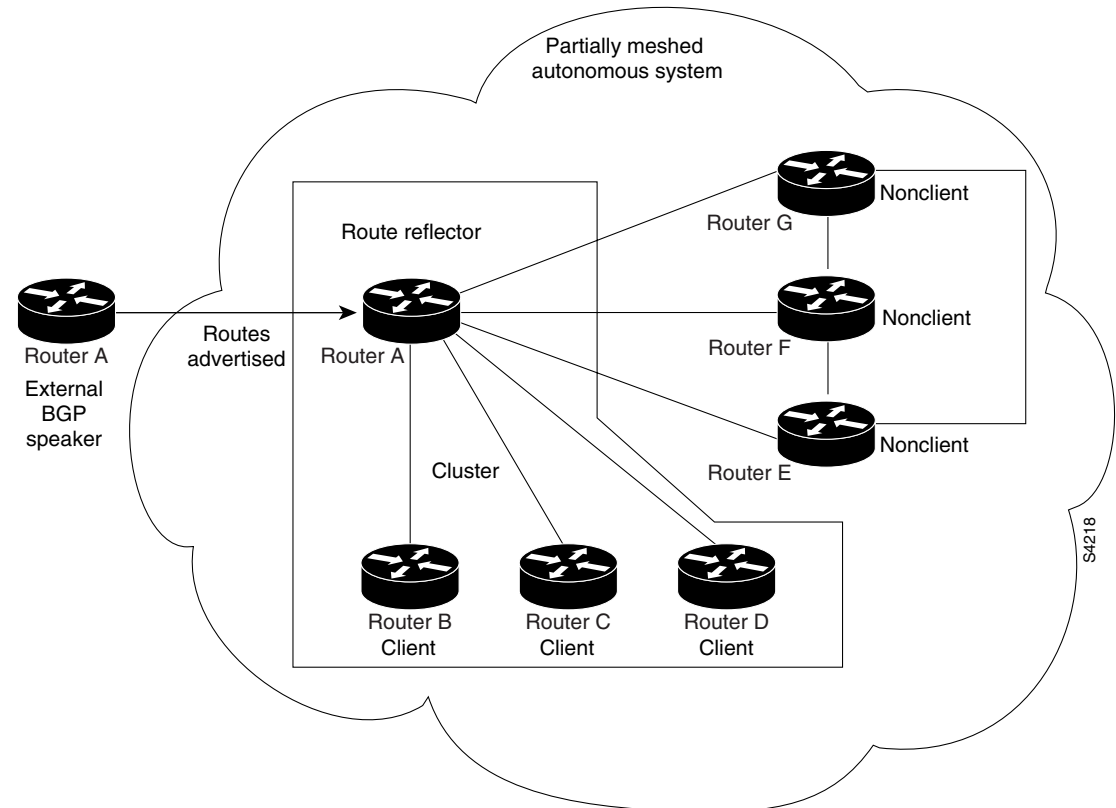 Partially meshed
autonomous system
Nonclient
Router G
Route reflector
Nonclient
Router F
Routes
advertised
Router A
Router A
External
BGP
speaker
Nonclient
Router E
Cluster
S4218
Router B
Client
Router C
Client
Router D
Client